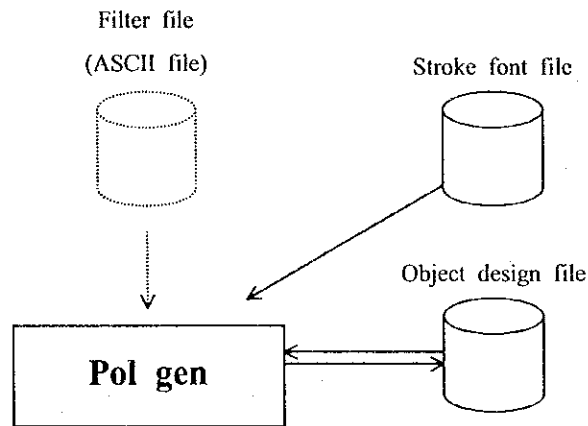 Filter file
(ASCII file)
Stroke font file
Object design file
Pol gen